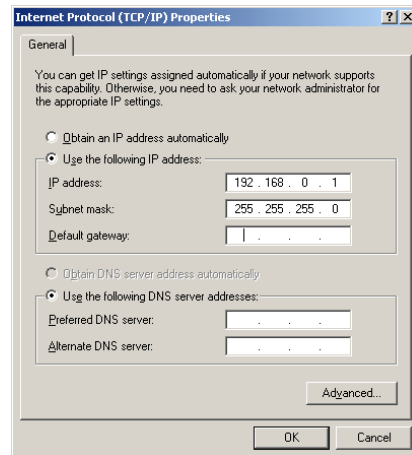 Internet Protocol (TCP/IP) Properties
General
You can get IP settings assigned automatically if your network supports
this capability. Otherwise, you need to ask your network administrator for
the appropriate IP settings.
Obtain an IP address automatically
Use the following IP address:
IP address: 192 . 168 . 0 . 1
Subnet mask: 255 . 255 . 255 . 0
Default gateway: . . .
Obtain DNS server address automatically
Use the following DNS server addresses:
Preferred DNS server: . . .
Alternate DNS server: . . .
Advanced...
OK Cancel